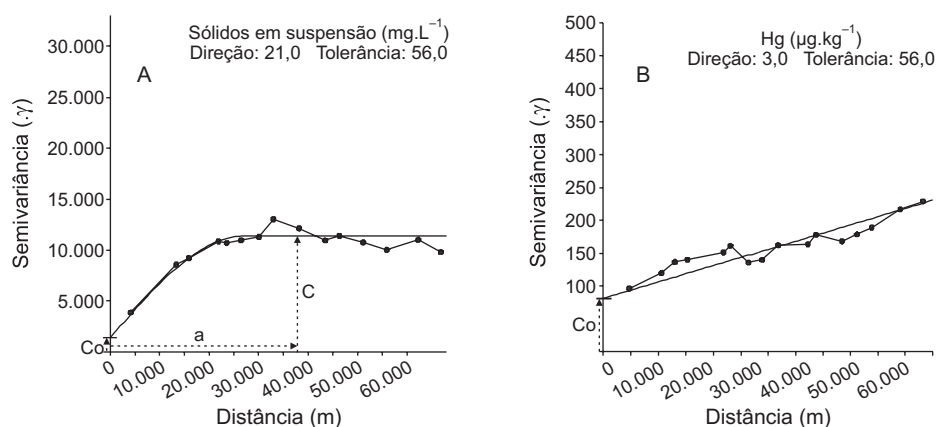 Sólidos em suspensão (mg.L⁻¹)
Direção: 21,0 Tolerância: 56,0
A
Semivariância (.γ)
30.000
25.000
20.000
15.000
10.000
5.000
Co
a
C
0 10.000 20.000 30.000 40.000 50.000 60.000
Distância (m)
Hg (µg.kg⁻¹)
Direção: 3,0 Tolerância: 56,0
B
Semivariância (.γ)
500
450
400
350
300
250
200
150
100
Co
0 10.000 20.000 30.000 40.000 50.000 60.000
Distância (m)